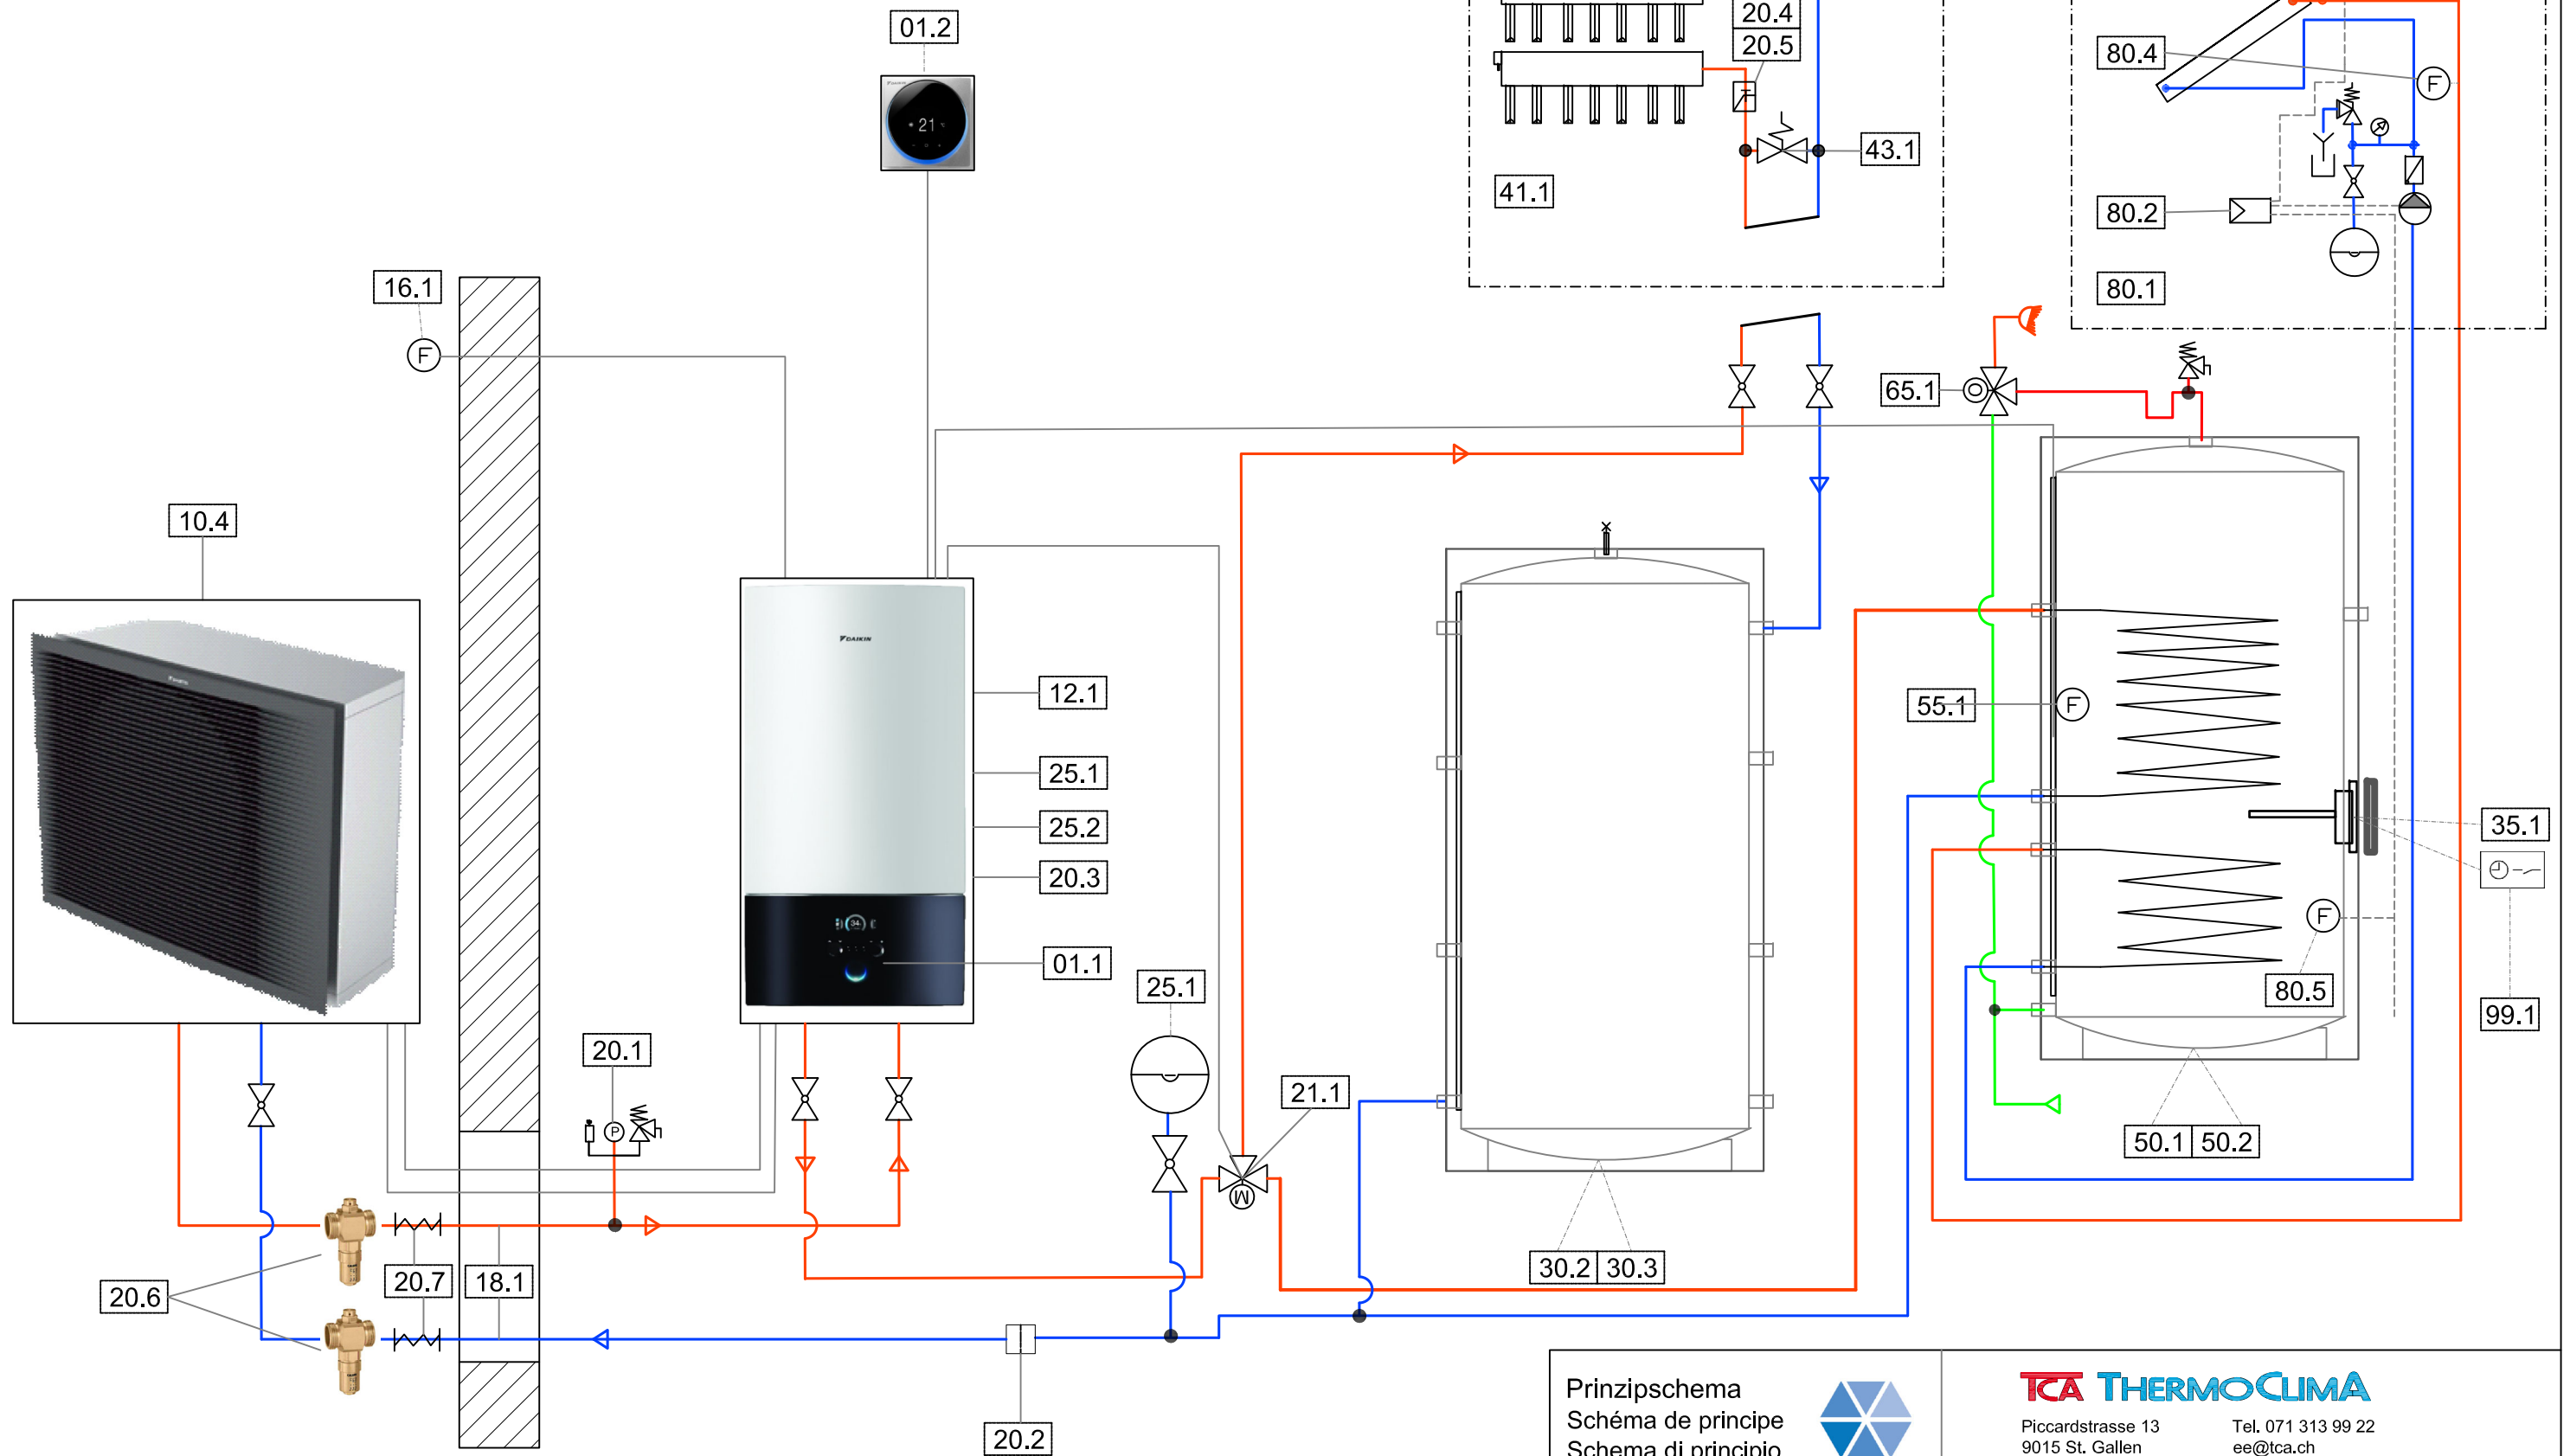 01.2
20.4
20.5
43.1
41.1
80.4
F
80.2
80.1
DAIKIN
21
16.1
F
65.1
10.4
DAIKIN
12.1
25.1
25.2
20.3
01.1
34
55.1
F
35.1
F
80.5
99.1
25.1
20.1
P
21.1
M
50.1 50.2
30.2 30.3
20.6
20.7
18.1
20.2
Prinzipschema
Schéma de principe
Schema di principio
TCA THERMOCLIMA
Piccardstrasse 13 Tel. 071 313 99 22
9015 St. Gallen ee@tca.ch